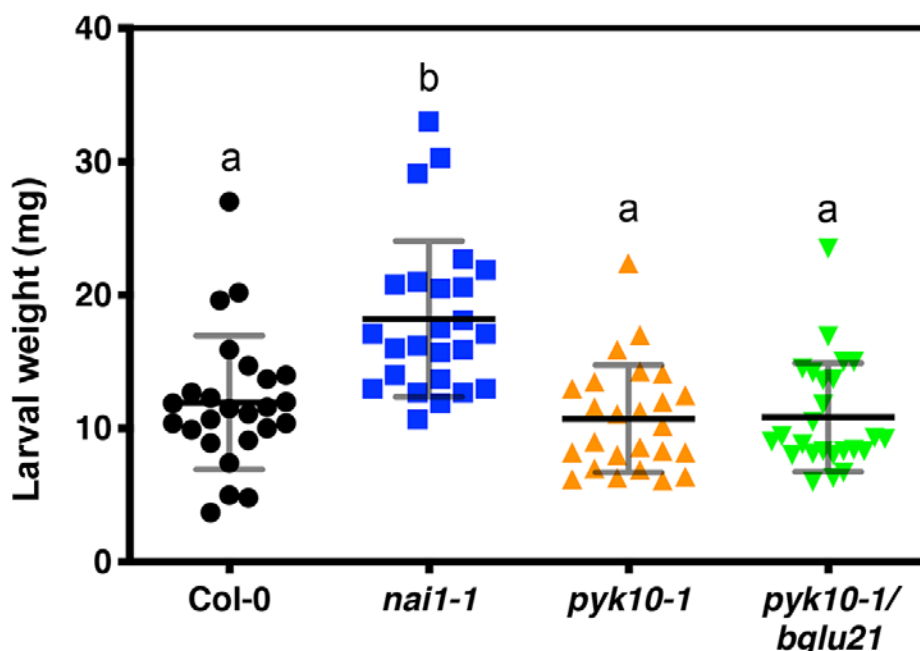 40
30
20
10
0
Larval weight (mg)
a
b
a
a
Col-0
nai1-1
pyk10-1
pyk10-1/
bglu21